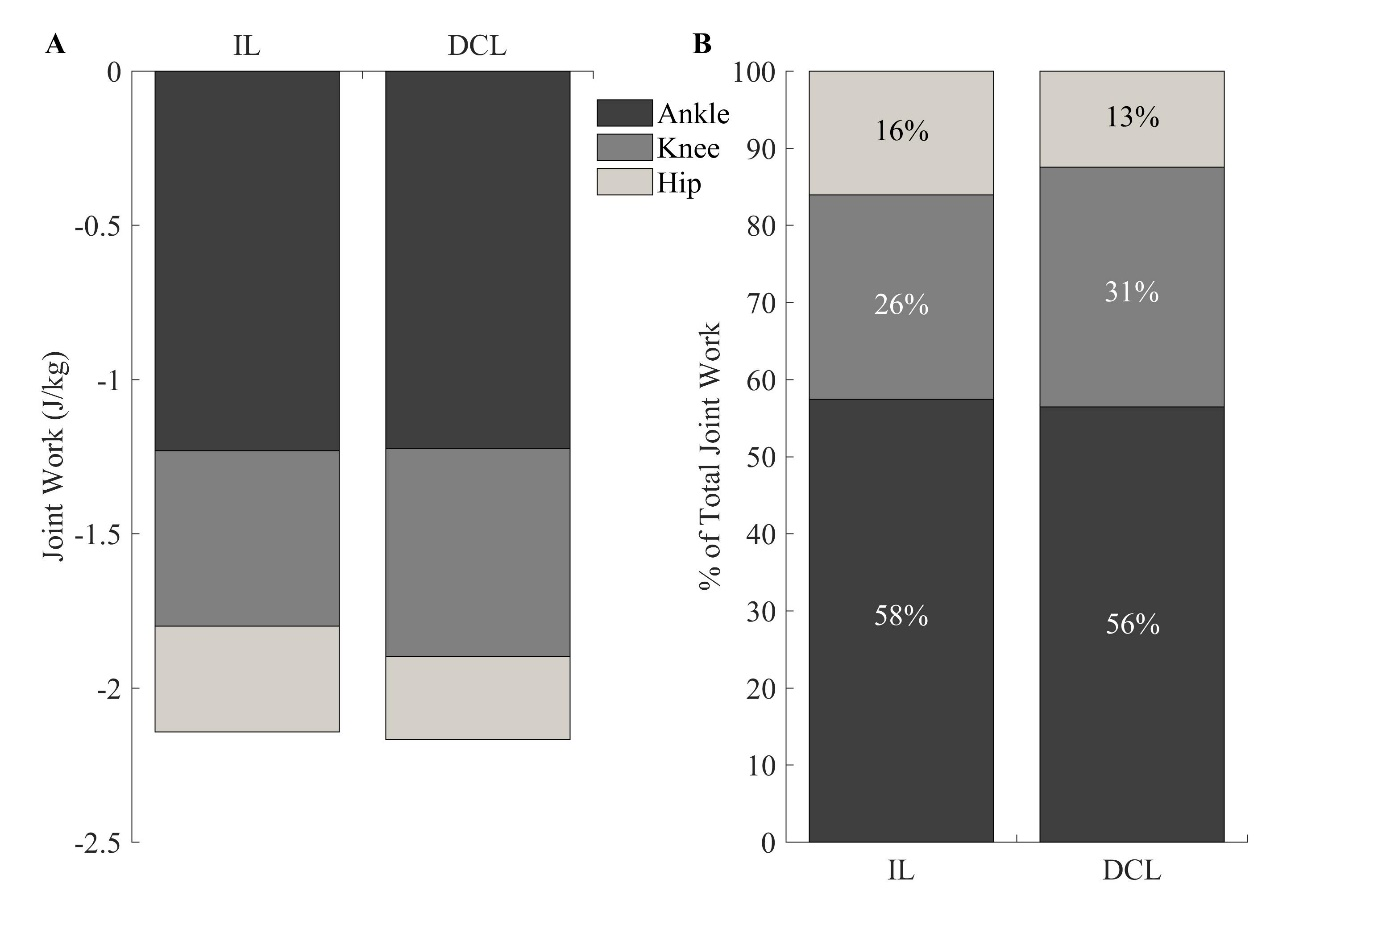 A
IL
DCL
0
-0.5
-1
-1.5
-2
-2.5
Joint Work (J/kg)
Ankle
Knee
Hip
B
100
90
80
70
60
50
40
30
20
10
0
% of Total Joint Work
16%
13%
26%
31%
58%
56%
IL
DCL